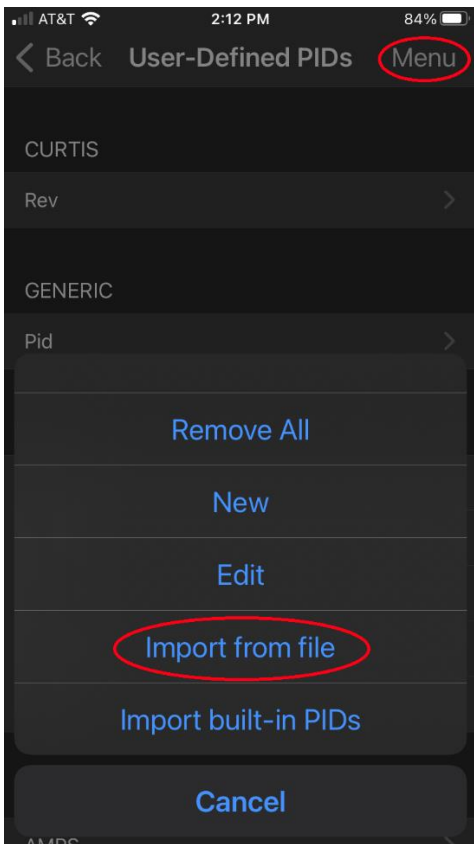 AT&T 2:12 PM 84%
Back User-Defined PIDs Menu
CURTIS
Rev
GENERIC
Pid
Remove All
New
Edit
Import from file
Import built-in PIDs
Cancel
AMPS